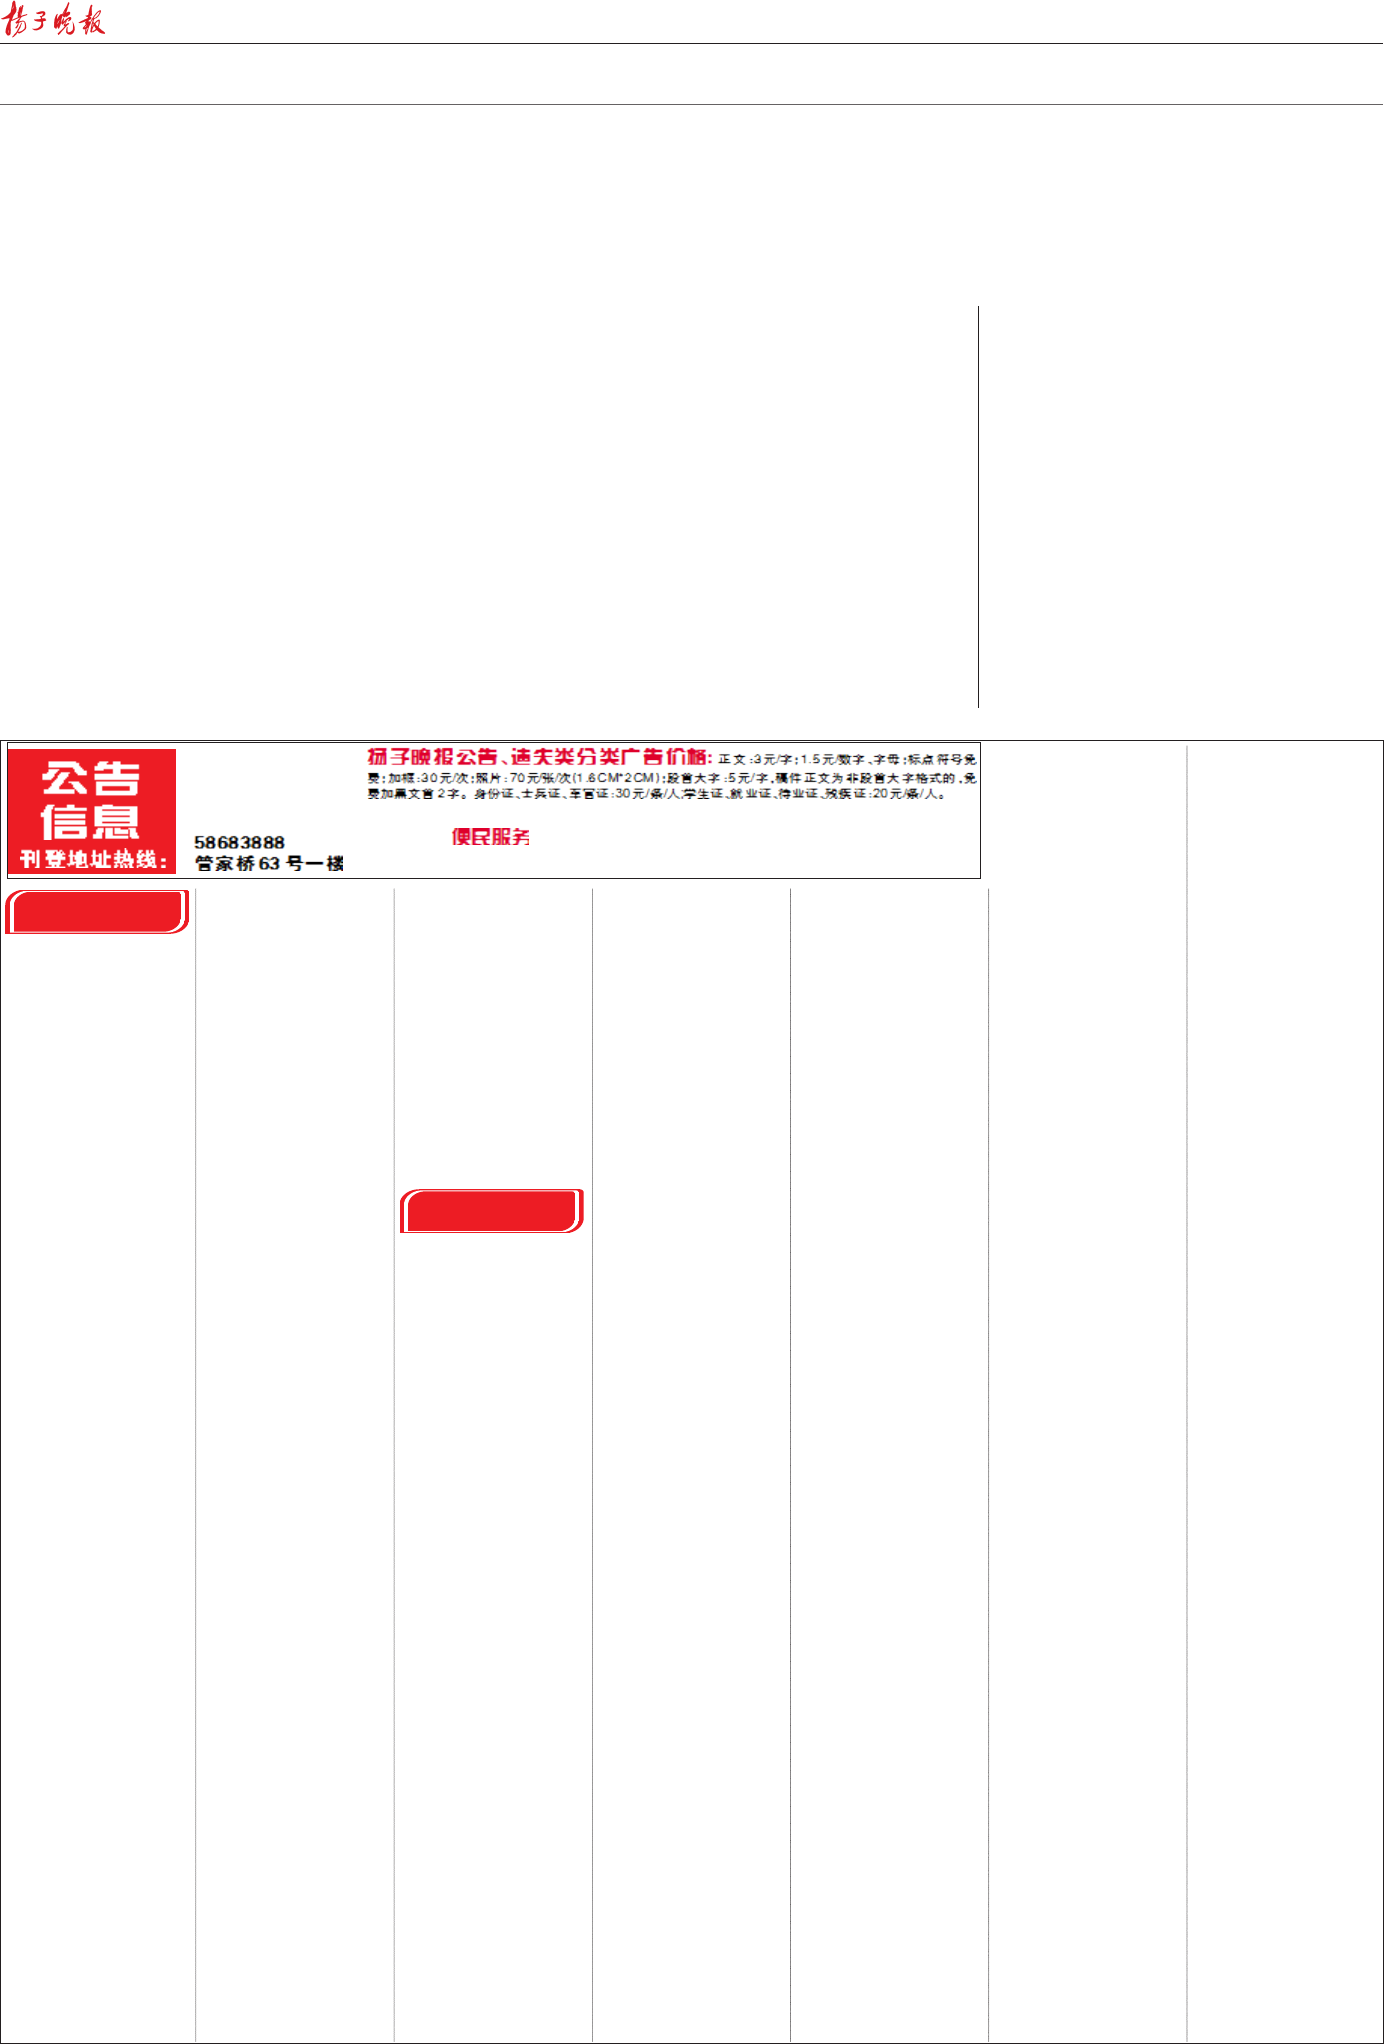 扬子晚报
公告
信息
刊登地址热线:
58683888
管家桥63号一楼
扬子晚报公告、遗失类分类广告价格:正文:3元/字;1.5元/数字、字母;标点符号免
费;加框:30元/次;照片:70元/张/次(1.6CM*2CM);段首大字:5元/字,稿件正文为非段首大字格式的,免
费加黑文首2字。身份证、士兵证、军官证:30元/条/人;学生证、就业证、待业证、残疾证:20元/条/人。
便民服务